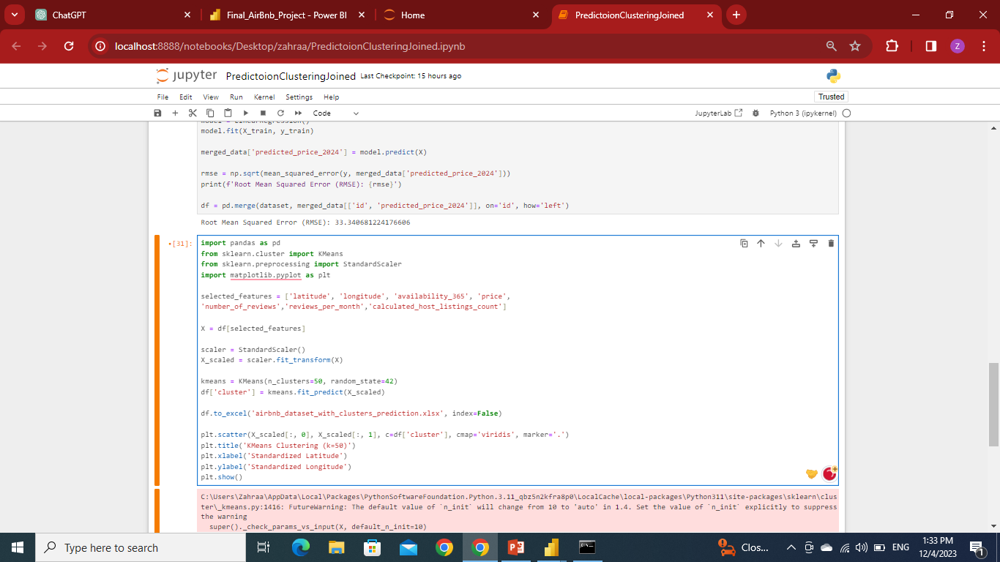 ChatGPT
Final_AirBnb_Project - Power BI
Home
PredictoionClusteringJoined
localhost:8888/notebooks/Desktop/zahraa/PredictoionClusteringJoined.ipynb
Z
jupyter PredictoionClusteringJoined Last Checkpoint: 15 hours ago
File Edit View Run Kernel Settings Help
Trusted
Code
JupyterLab
Python 3 (ipykernel)
model = LinearRegression()
model.fit(X_train, y_train)
merged_data['predicted_price_2024'] = model.predict(X)
rmse = np.sqrt(mean_squared_error(y, merged_data['predicted_price_2024']))
print(f'Root Mean Squared Error (RMSE): {rmse}')
df = pd.merge(dataset, merged_data[['id', 'predicted_price_2024']], on='id', how='left')
Root Mean Squared Error (RMSE): 33.340681224176606
[31]:
import pandas as pd
from sklearn.cluster import KMeans
from sklearn.preprocessing import StandardScaler
import matplotlib.pyplot as plt
selected_features = ['latitude', 'longitude', 'availability_365', 'price',
'number_of_reviews','reviews_per_month','calculated_host_listings_count']
X = df[selected_features]
scaler = StandardScaler()
X_scaled = scaler.fit_transform(X)
kmeans = KMeans(n_clusters=50, random_state=42)
df['cluster'] = kmeans.fit_predict(X_scaled)
df.to_excel('airbnb_dataset_with_clusters_prediction.xlsx', index=False)
plt.scatter(X_scaled[:, 0], X_scaled[:, 1], c=df['cluster'], cmap='viridis', marker='.')
plt.title('KMeans Clustering (k=50)')
plt.xlabel('Standardized Latitude')
plt.ylabel('Standardized Longitude')
plt.show()
C:\Users\Zahraa\AppData\Local\Packages\PythonSoftwareFoundation.Python.3.11_qbz5n2kfra8p0\LocalCache\local-packages\Python311\site-packages\sklearn\clus
ter\_kmeans.py:1416: FutureWarning: The default value of `n_init` will change from 10 to 'auto' in 1.4. Set the value of `n_init` explicitly to suppress
the warning
super()._check_params_vs_input(X, default_n_init=10)
Type here to search
Clos...
ENG
1:33 PM
12/4/2023
1